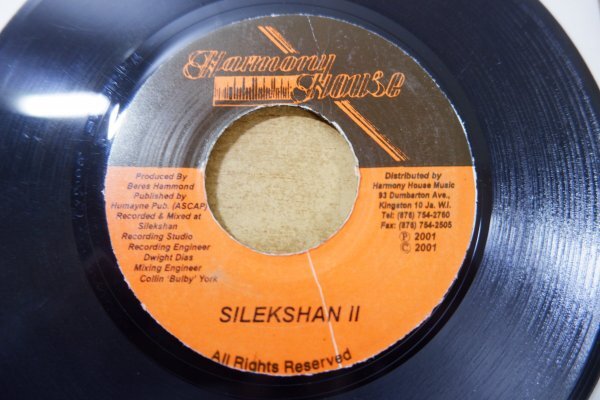 Harmony
House
Produced By
Beres Hammond
Published by
Humayne Pub. (ASCAP)
Recorded & Mixed at
Silekshan
Recording Studio
Recording Engineer
Dwight Dias
Mixing Engineer
Collin 'Bulby' York
Distributed by
Harmony House Music
93 Dumbarton Ave.,
Kingston 10 Ja. W.I.
Tel: (876) 754-2760
Fax: (876) 754-2505
Ⓟ 2001
© 2001
SILEKSHAN II
All Rights Reserved